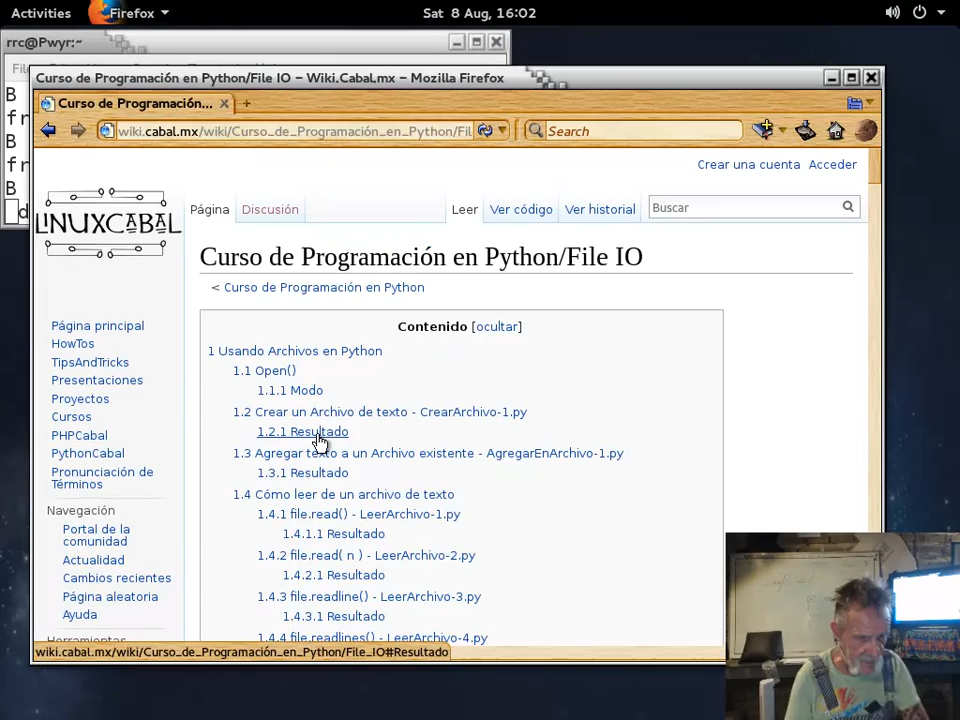 Activities
Firefox
Sat 8 Aug, 16:02
rrc@Pwyr:~
Curso de Programación en Python/File IO – Wiki.Cabal.mx – Mozilla Firefox
B
fr
B
fr
B
Curso de Programación...
wiki.cabal.mx/wiki/Curso_de_Programación_en_Python/Fil
Search
Crear una cuenta
Acceder
LINUXCABAL
Página
Discusión
Leer
Ver código
Ver historial
Buscar
Curso de Programación en Python/File IO
< Curso de Programación en Python
Página principal
HowTos
TipsAndTricks
Presentaciones
Proyectos
Cursos
PHPCabal
PythonCabal
Pronunciación de
Términos
Navegación
Portal de la
comunidad
Actualidad
Cambios recientes
Página aleatoria
Ayuda
Herramientas
Contenido [ocultar]
1 Usando Archivos en Python
1.1 Open()
1.1.1 Modo
1.2 Crear un Archivo de texto - CrearArchivo-1.py
1.2.1 Resultado
1.3 Agregar texto a un Archivo existente - AgregarEnArchivo-1.py
1.3.1 Resultado
1.4 Cómo leer de un archivo de texto
1.4.1 file.read() - LeerArchivo-1.py
1.4.1.1 Resultado
1.4.2 file.read( n ) - LeerArchivo-2.py
1.4.2.1 Resultado
1.4.3 file.readline() - LeerArchivo-3.py
1.4.3.1 Resultado
1.4.4 file.readlines() - LeerArchivo-4.py
wiki.cabal.mx/wiki/Curso_de_Programación_en_Python/File_IO#Resultado